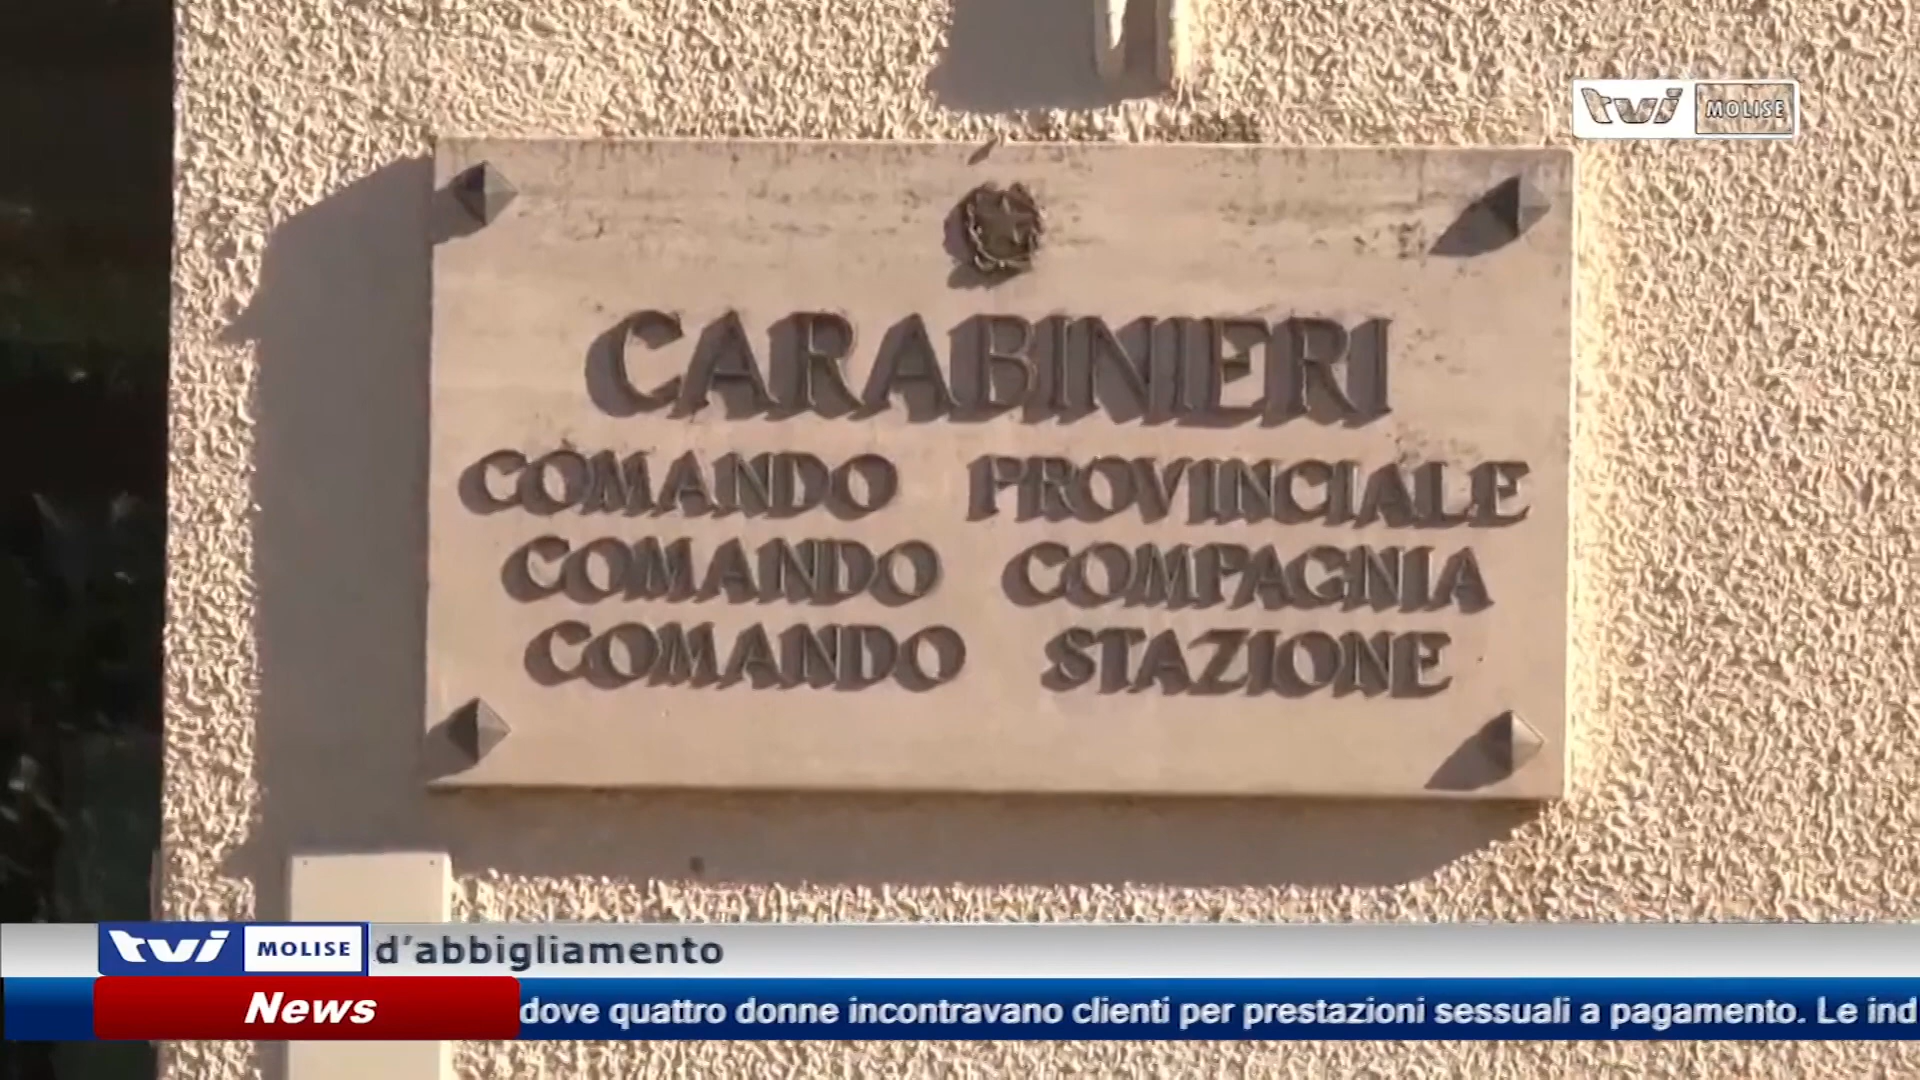 tvi MOLISE
CARABINIERI
COMANDO PROVINCIALE
COMANDO COMPAGNIA
COMANDO STAZIONE
tvi MOLISE d'abbigliamento
News dove quattro donne incontravano clienti per prestazioni sessuali a pagamento. Le ind